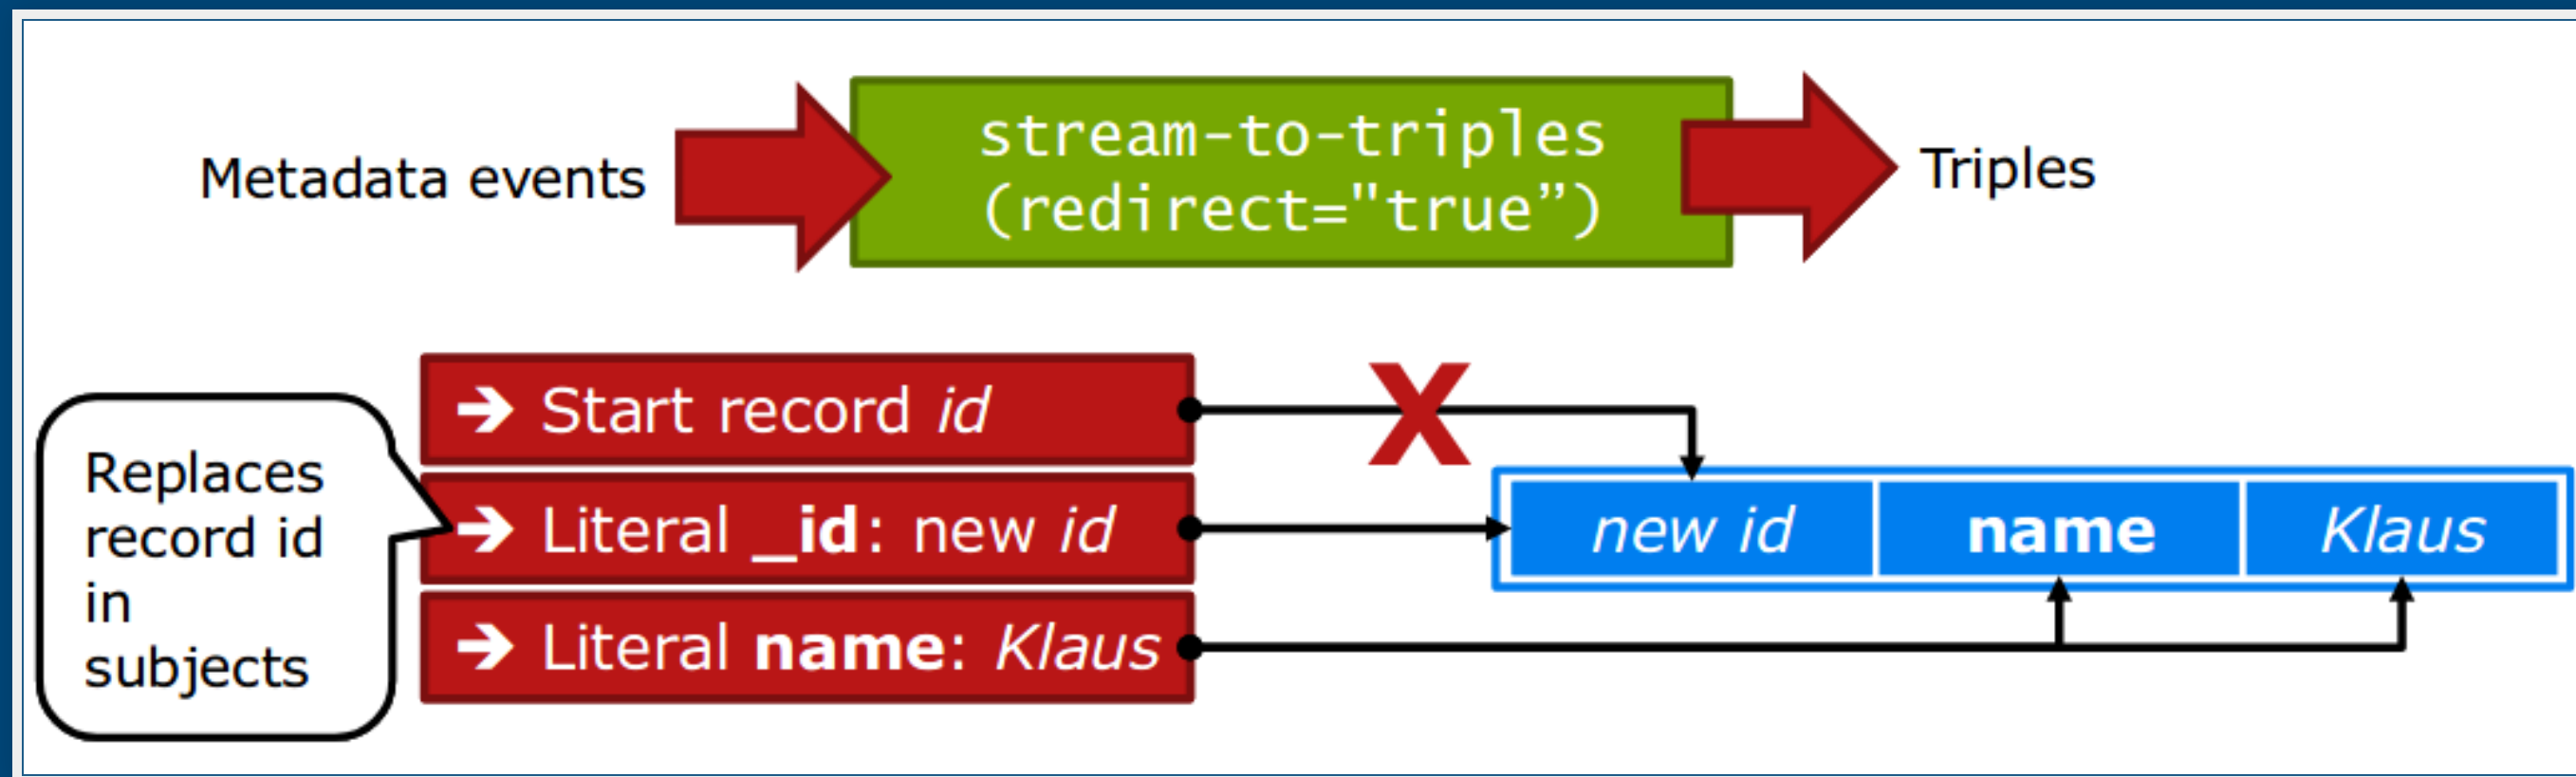 Metadata events
stream-to-triples
(redirect="true”)
Triples
➔ Start record id
X
Replaces
record id
in
subjects
➔ Literal _id: new id
new id
name
Klaus
➔ Literal name: Klaus